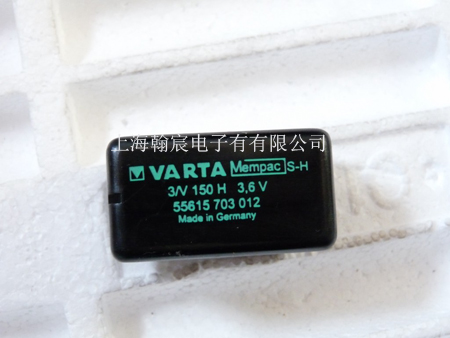 上海翰宸电子有有限公司
VARTA Mempac S-H
3/V 150 H 3,6 V
55615 703 012
Made in Germany